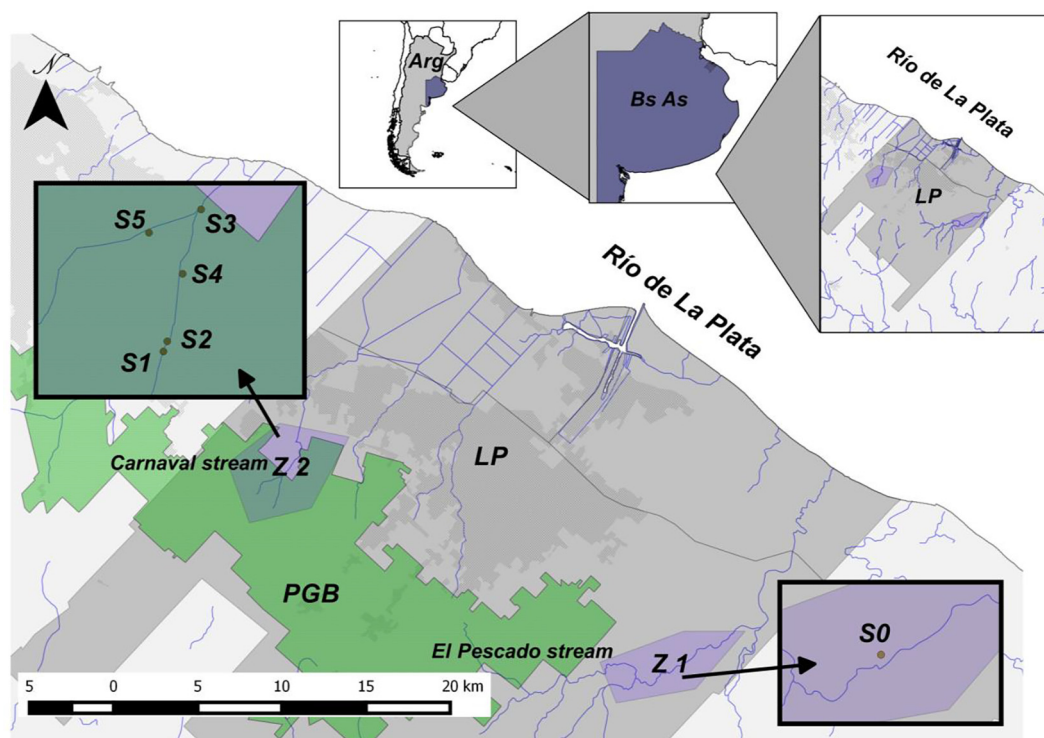 N
Arg
Bs As
Río de La Plata
LP
S5
S3
S4
S2
S1
Río de La Plata
LP
Carnaval stream
Z 2
PGB
El Pescado stream
Z 1
S0
5 0 5 10 15 20 km